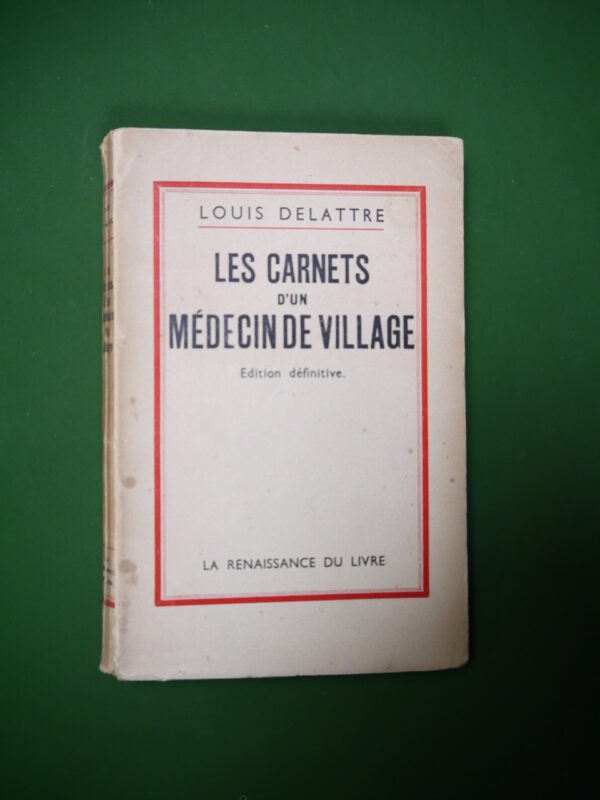 LOUIS DELATTRE
LES CARNETS
D'UN
MÉDECIN DE VILLAGE
Edition définitive.
LA RENAISSANCE DU LIVRE